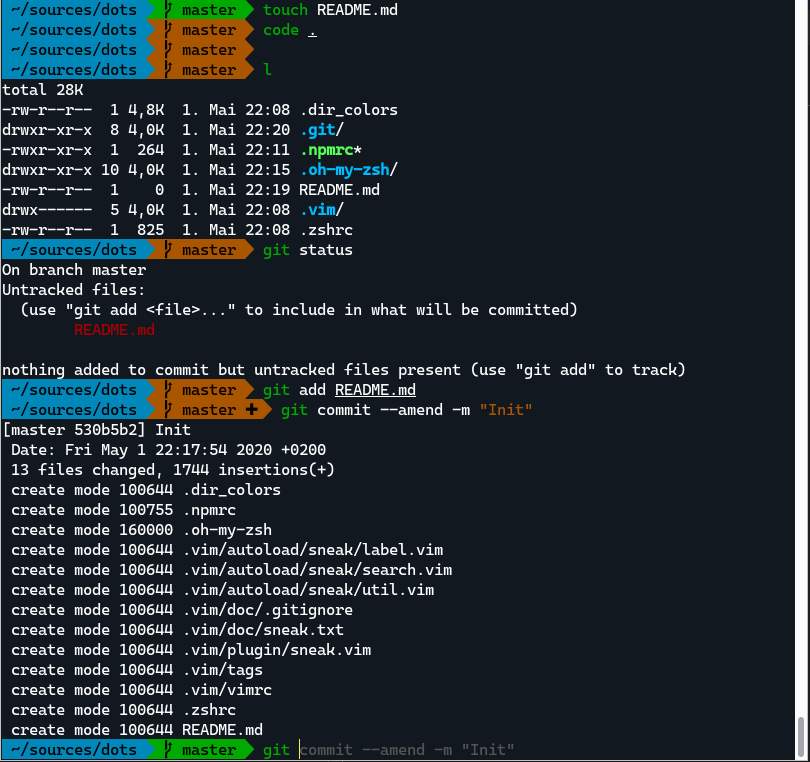 ~/sources/dots master touch README.md
~/sources/dots master code .
~/sources/dots master
~/sources/dots master l
total 28K
-rw-r--r--  1 4,8K  1. Mai 22:08 .dir_colors
drwxr-xr-x  8 4,0K  1. Mai 22:20 .git/
-rwxr-xr-x  1  264  1. Mai 22:11 .npmrc*
drwxr-xr-x 10 4,0K  1. Mai 22:15 .oh-my-zsh/
-rw-r--r--  1    0  1. Mai 22:19 README.md
drwx------  5 4,0K  1. Mai 22:08 .vim/
-rw-r--r--  1  825  1. Mai 22:08 .zshrc
~/sources/dots master git status
On branch master
Untracked files:
  (use "git add <file>..." to include in what will be committed)
        README.md
nothing added to commit but untracked files present (use "git add" to track)
~/sources/dots master git add README.md
~/sources/dots master ✚ git commit --amend -m "Init"
[master 530b5b2] Init
 Date: Fri May 1 22:17:54 2020 +0200
 13 files changed, 1744 insertions(+)
 create mode 100644 .dir_colors
 create mode 100755 .npmrc
 create mode 160000 .oh-my-zsh
 create mode 100644 .vim/autoload/sneak/label.vim
 create mode 100644 .vim/autoload/sneak/search.vim
 create mode 100644 .vim/autoload/sneak/util.vim
 create mode 100644 .vim/doc/.gitignore
 create mode 100644 .vim/doc/sneak.txt
 create mode 100644 .vim/plugin/sneak.vim
 create mode 100644 .vim/tags
 create mode 100644 .vim/vimrc
 create mode 100644 .zshrc
 create mode 100644 README.md
~/sources/dots master git commit --amend -m "Init"